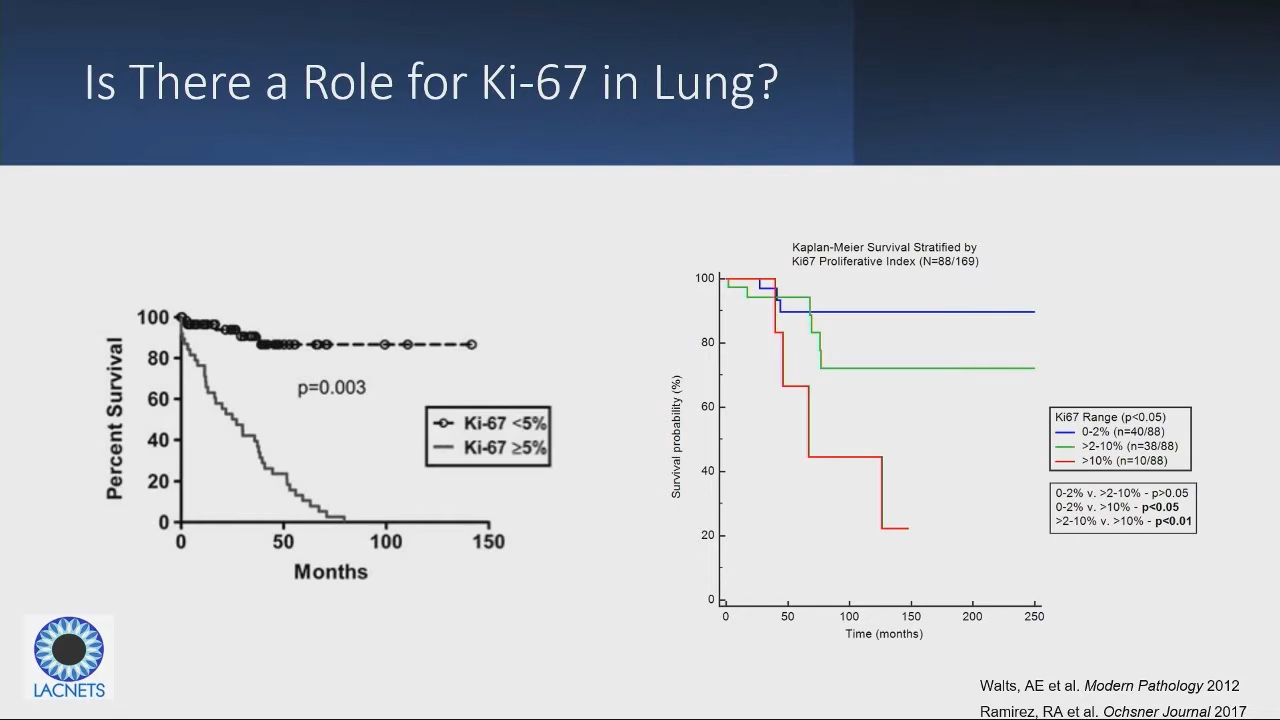 Is There a Role for Ki-67 in Lung?
100
80
60
40
20
0
Percent Survival
p=0.003
Ki-67 <5%
Ki-67 ≥5%
0 50 100 150
Months
Kaplan-Meier Survival Stratified by
Ki67 Proliferative Index (N=88/169)
100
80
60
40
20
0
Survival probability (%)
0 50 100 150 200 250
Time (months)
Ki67 Range (p<0.05)
0-2% (n=40/88)
>2-10% (n=38/88)
>10% (n=10/88)
0-2% v. >2-10% - p>0.05
0-2% v. >10% - p<0.05
>2-10% v. >10% - p<0.01
LACNETS
Walts, AE et al. Modern Pathology 2012
Ramirez, RA et al. Ochsner Journal 2017